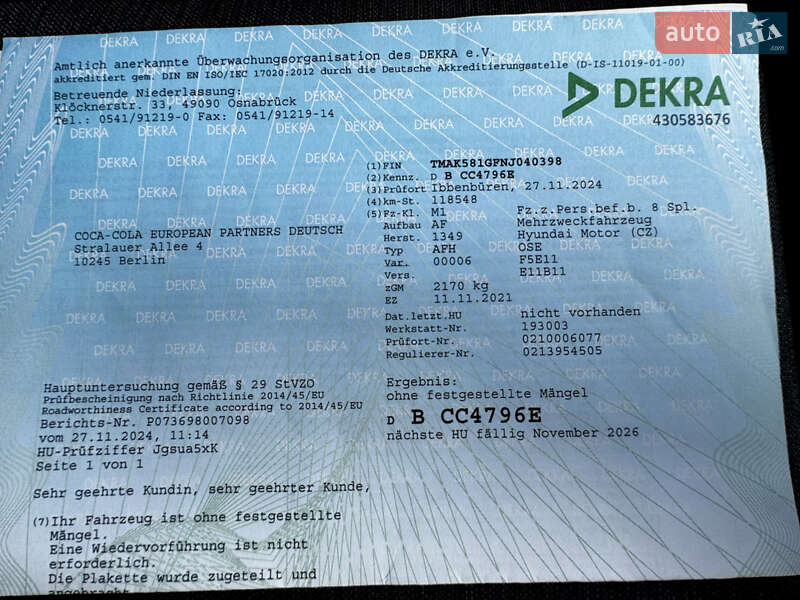 auto RIA .com
Amtlich anerkannte Überwachungsorganisation des DEKRA e.V.
akkreditiert gem. DIN EN ISO/IEC 17020:2012 durch die Deutsche Akkreditierungsstelle (D-IS-11019-01-00)
Betreuende Niederlassung:
Klöcknerstr. 33, 49090 Osnabrück
Tel.: 0541/91219-0 Fax: 0541/91219-14
DEKRA
430583676
(1) FIN TMAK581GFNJ040398
(2) Kennz. D B CC4796E
(3) Prüfort Ibbenbüren, 27.11.2024
(4) km-St. 118548
(5) Fz-Kl. M1 Fz.z.Pers.bef.b. 8 Spl.
Aufbau AF Mehrzweckfahrzeug
Herst. 1349 Hyundai Motor (CZ)
Typ AFH OSE
Var. 00006 F5E11
Vers. E11B11
zGM 2170 kg
EZ 11.11.2021
COCA-COLA EUROPEAN PARTNERS DEUTSCH
Stralauer Allee 4
10245 Berlin
Dat.letzt.HU nicht vorhanden
Werkstatt-Nr. 193003
Prüfort-Nr. 0210006077
Regulierer-Nr. 0213954505
Hauptuntersuchung gemäß § 29 StVZO
Prüfbescheinigung nach Richtlinie 2014/45/EU
Roadworthiness Certificate according to 2014/45/EU
Berichts-Nr. P073698007098
vom 27.11.2024, 11:14
HU-Prüfziffer Jgsua5xK
Seite 1 von 1
Ergebnis:
ohne festgestellte Mängel
D B CC4796E
nächste HU fällig November 2026
Sehr geehrte Kundin, sehr geehrter Kunde,
(7) Ihr Fahrzeug ist ohne festgestellte
Mängel.
Eine Wiedervorführung ist nicht
erforderlich.
Die Plakette wurde zugeteilt und
angebracht.